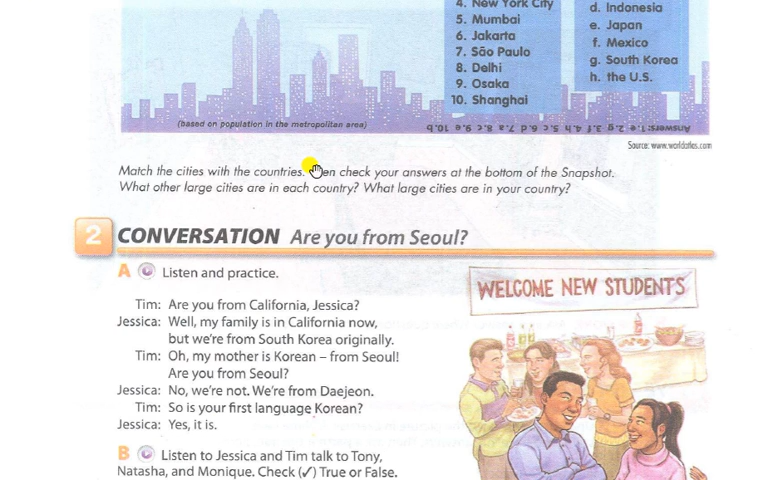 4. New York City
5. Mumbai
6. Jakarta
7. São Paulo
8. Delhi
9. Osaka
10. Shanghai
d. Indonesia
e. Japan
f. Mexico
g. South Korea
h. the U.S.
(based on population in the metropolitan area)
Answers: 1. e 2. g 3. f 4. h 5. c 6. d 7. a 8. c 9. e 10. b
Source: www.worldatlas.com
Match the cities with the countries. en check your answers at the bottom of the Snapshot.
What other large cities are in each country? What large cities are in your country?
2 CONVERSATION Are you from Seoul?
A Listen and practice.
Tim: Are you from California, Jessica?
Jessica: Well, my family is in California now,
but we're from South Korea originally.
Tim: Oh, my mother is Korean – from Seoul!
Are you from Seoul?
Jessica: No, we're not. We're from Daejeon.
Tim: So is your first language Korean?
Jessica: Yes, it is.
WELCOME NEW STUDENTS
B Listen to Jessica and Tim talk to Tony,
Natasha, and Monique. Check (✓) True or False.